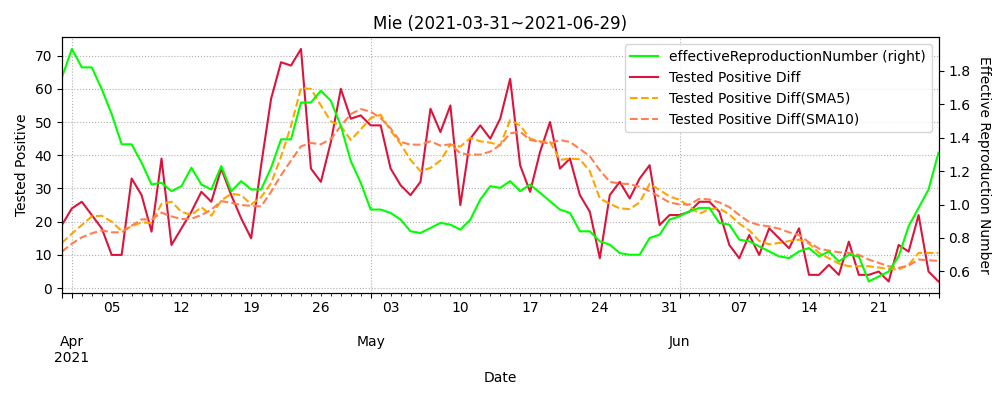 Mie (2021-03-31~2021-06-29)
effectiveReproductionNumber (right)
Tested Positive Diff
Tested Positive Diff(SMA5)
Tested Positive Diff(SMA10)
Tested Positive
70
60
50
40
30
20
10
0
Effective Reproduction Number
1.8
1.6
1.4
1.2
1.0
0.8
0.6
05 12 19 26 03 10 17 24 31 07 14 21
Apr May Jun
2021
Date